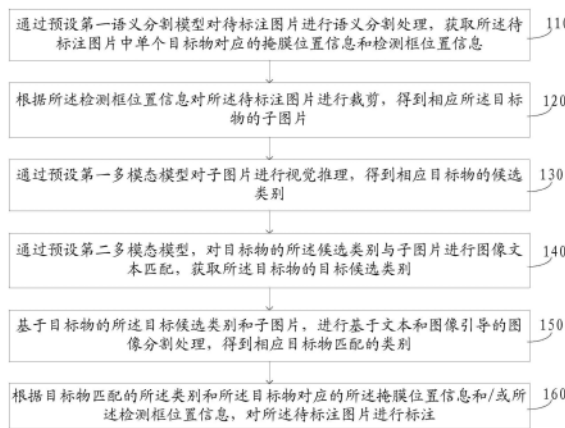 通过预设第一语义分割模型对待标注图片进行语义分割处理，获取所述待
标注图片中单个目标物对应的掩膜位置信息和检测框位置信息
110
根据所述检测框位置信息对所述待标注图片进行裁剪，得到相应所述目标
物的子图片
120
通过预设第一多模态模型对子图片进行视觉推理，得到相应目标物的候选
类别
130
通过预设第二多模态模型，对目标物的所述候选类别与子图片进行图像文
本匹配，获取所述目标物的目标候选类别
140
基于目标物的所述目标候选类别和子图片，进行基于文本和图像引导的图
像分割处理，得到相应目标物匹配的类别
150
根据目标物匹配的所述类别和所述目标物对应的所述掩膜位置信息和/或所
述检测框位置信息，对所述待标注图片进行标注
160